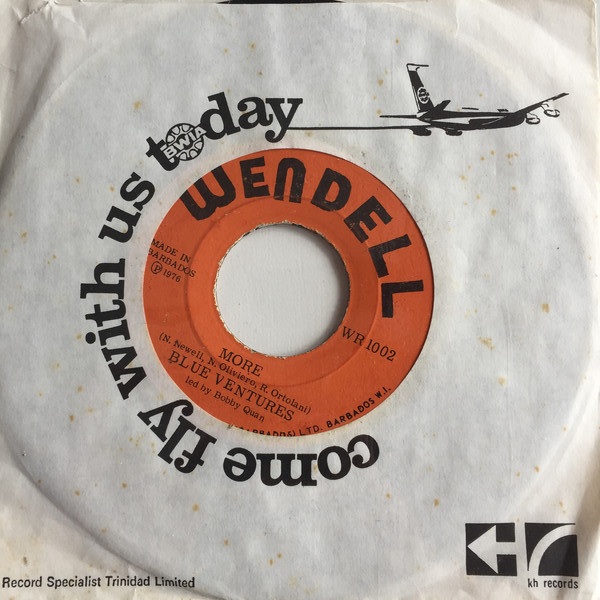 come fly with us today
BWIA
WENDELL
MADE IN
BARBADOS
℗ 1976
WR 1002
MORE
(N. Newell, N. Oliviero, R. Ortolani)
BLUE VENTURES
led by Bobby Quan
BARBADOS) LTD. BARBADOS W.I.
Record Specialist Trinidad Limited
kh records